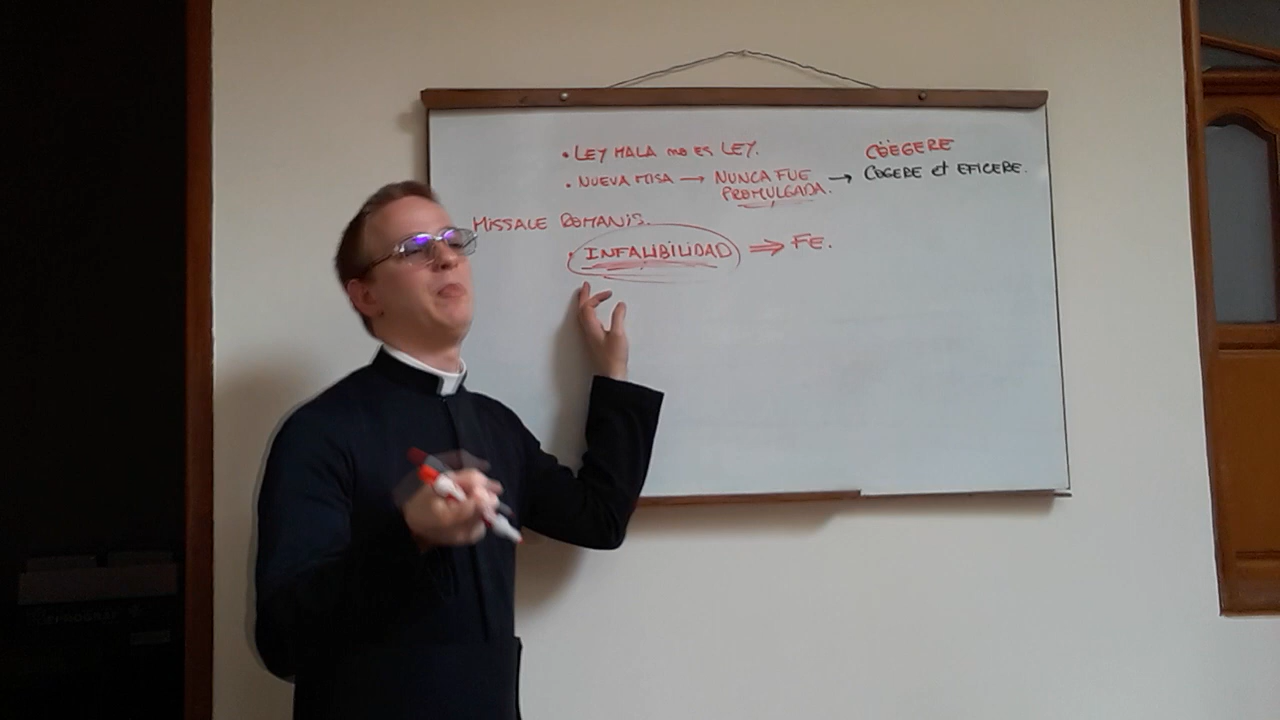 • LEY MALA no es LEY.
CÖEGERE
• NUEVA MISA → NUNCA FUE → COGERE et EFICERE.
PROMULGADA.
MISSALE ROMANIS.
• INFALIBILIDAD ⇒ FE.